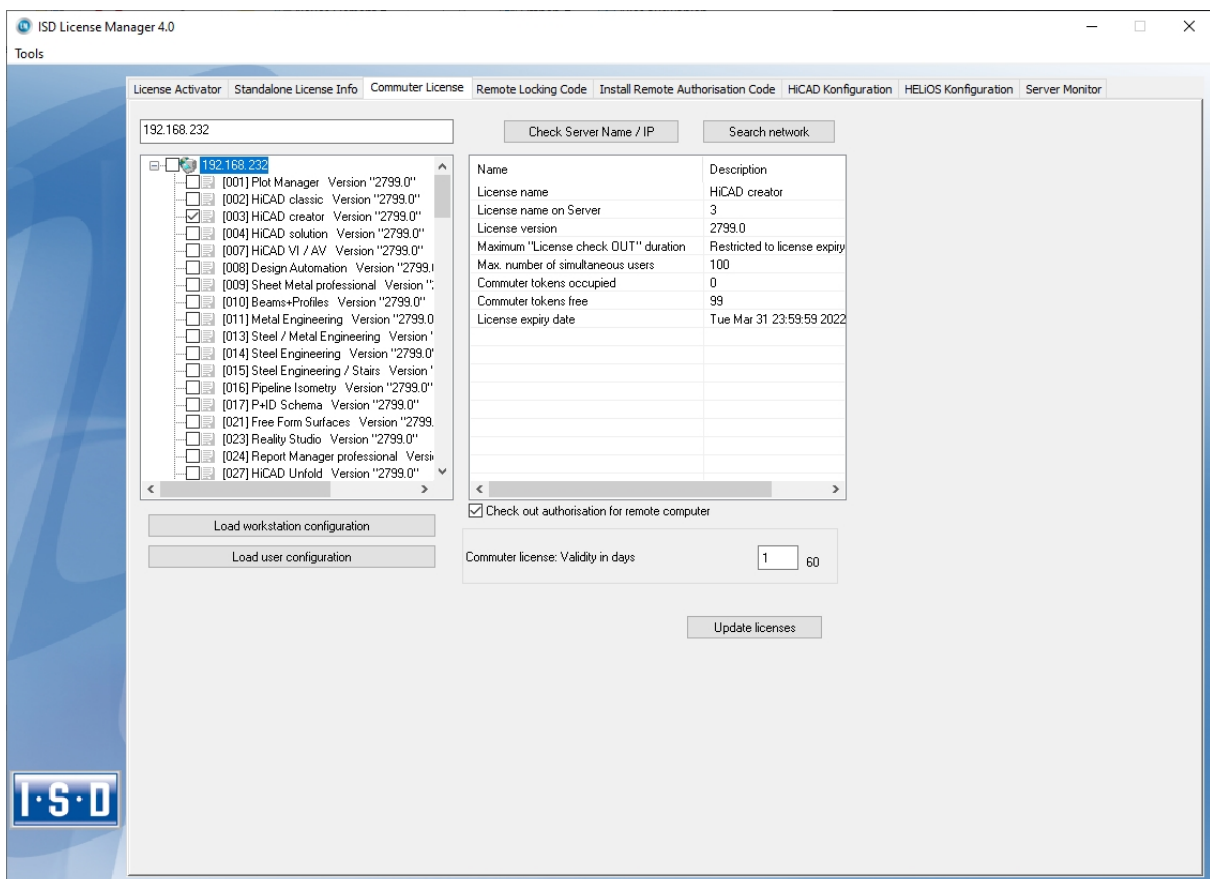 ISD License Manager 4.0
Tools
License Activator Standalone License Info Commuter License Remote Locking Code Install Remote Authorisation Code HiCAD Konfiguration HELiOS Konfiguration Server Monitor
192.168.232
Check Server Name / IP
Search network
192.168.232
[001] Plot Manager Version "2799.0"
[002] HiCAD classic Version "2799.0"
[003] HiCAD creator Version "2799.0"
[004] HiCAD solution Version "2799.0"
[007] HiCAD VI / AV Version "2799.0"
[008] Design Automation Version "2799.
[009] Sheet Metal professional Version "
[010] Beams+Profiles Version "2799.0"
[011] Metal Engineering Version "2799.0
[013] Steel / Metal Engineering Version "
[014] Steel Engineering Version "2799.0"
[015] Steel Engineering / Stairs Version "
[016] Pipeline Isometry Version "2799.0"
[017] P+ID Schema Version "2799.0"
[021] Free Form Surfaces Version "2799.
[023] Reality Studio Version "2799.0"
[024] Report Manager professional Versi
[027] HiCAD Unfold Version "2799.0"
Name Description
License name HiCAD creator
License name on Server 3
License version 2799.0
Maximum "License check OUT" duration Restricted to license expiry
Max. number of simultaneous users 100
Commuter tokens occupied 0
Commuter tokens free 99
License expiry date Tue Mar 31 23:59:59 2022
Load workstation configuration
Load user configuration
Check out authorisation for remote computer
Commuter license: Validity in days 1 60
Update licenses
I·S·D